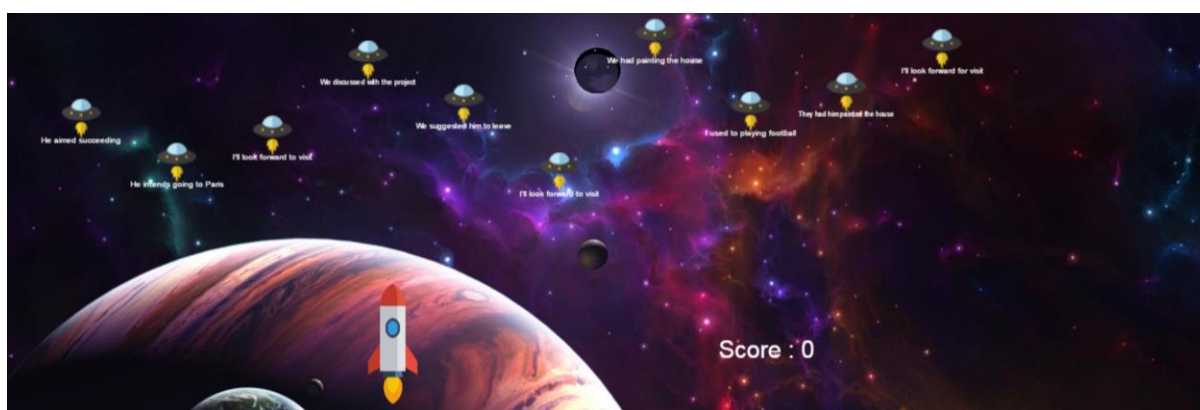 We had painting the house
We discussed with the project
I'll look forward for visit
They had himpainted the house
We suggested him to leave
I used to playing football
He aimed succeeding
I'll look forward to visit
He intends going to Paris
I'll look forward to visit
Score : 0